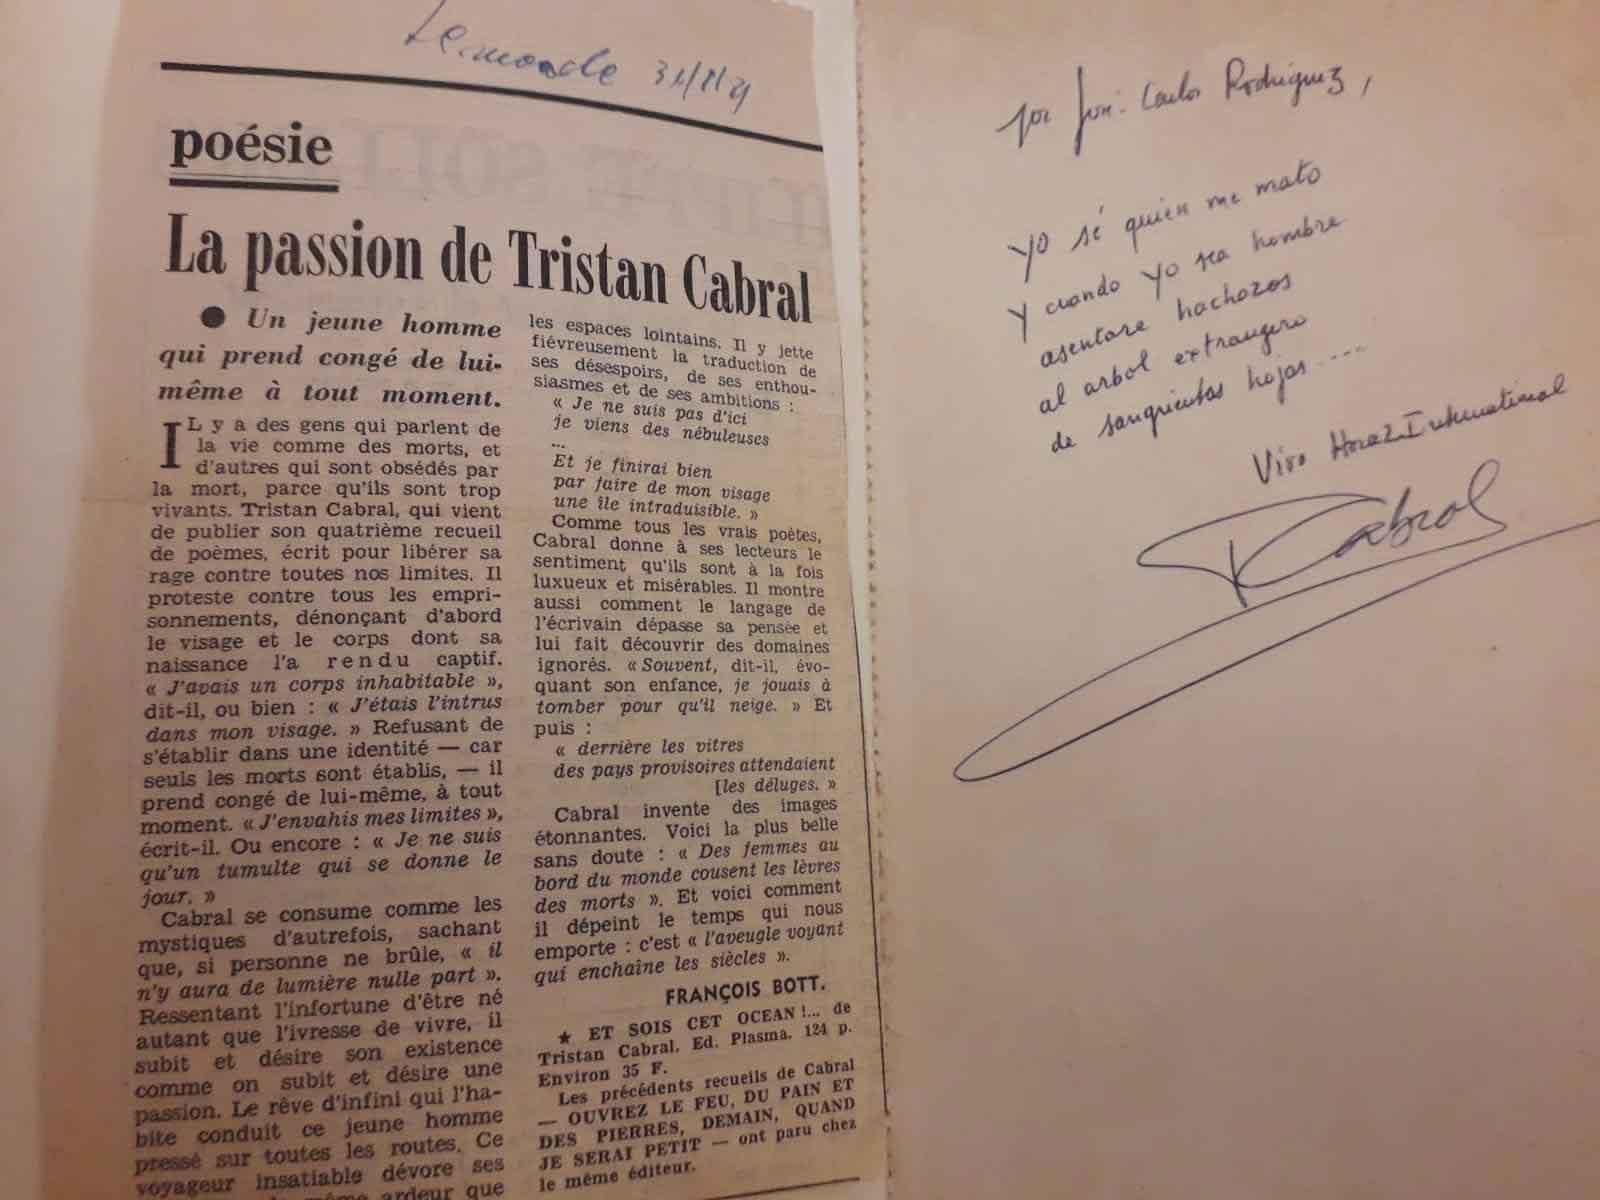 Le monde
poésie
La passion de Tristan Cabral
● Un jeune homme
qui prend congé de lui-
même à tout moment.
IL y a des gens qui parlent de
la vie comme des morts, et
d'autres qui sont obsédés par
la mort, parce qu'ils sont trop
vivants. Tristan Cabral, qui vient
de publier son quatrième recueil
de poèmes, écrit pour libérer sa
rage contre toutes nos limites. Il
proteste contre tous les empri-
sonnements, dénonçant d'abord
le visage et le corps dont sa
naissance l'a rendu captif.
« J'avais un corps inhabitable »,
dit-il, ou bien : « J'étais l'intrus
dans mon visage. » Refusant de
s'établir dans une identité — car
seuls les morts sont établis, — il
prend congé de lui-même, à tout
moment. « J'envahis mes limites »,
écrit-il. Ou encore : « Je ne suis
qu'un tumulte qui se donne le
jour. »
Cabral se consume comme les
mystiques d'autrefois, sachant
que, si personne ne brûle, « il
n'y aura de lumière nulle part ».
Ressentant l'infortune d'être né
autant que l'ivresse de vivre, il
subit et désire son existence
comme on subit et désire une
passion. Le rêve d'infini qui l'ha-
bite conduit ce jeune homme
pressé sur toutes les routes. Ce
voyageur insatiable dévore ses
même ardeur que
les espaces lointains. Il y jette
fiévreusement la traduction de
ses désespoirs, de ses enthou-
siasmes et de ses ambitions :
« Je ne suis pas d'ici
je viens des nébuleuses
...
Et je finirai bien
par faire de mon visage
une île intraduisible. »
Comme tous les vrais poètes,
Cabral donne à ses lecteurs le
sentiment qu'ils sont à la fois
luxueux et misérables. Il montre
aussi comment le langage de
l'écrivain dépasse sa pensée et
lui fait découvrir des domaines
ignorés. « Souvent, dit-il, évo-
quant son enfance, je jouais à
tomber pour qu'il neige. » Et
puis :
« derrière les vitres
des pays provisoires attendaient
[les déluges. »
Cabral invente des images
étonnantes. Voici la plus belle
sans doute : « Des femmes au
bord du monde cousent les lèvres
des morts ». Et voici comment
il dépeint le temps qui nous
emporte : c'est « l'aveugle voyant
qui enchaîne les siècles ».
FRANÇOIS BOTT.
★ ET SOIS CET OCEAN !... de
Tristan Cabral. Ed. Plasma. 124 p.
Environ 35 F.
Les précédents recueils de Cabral
— OUVREZ LE FEU, DU PAIN ET
DES PIERRES, DEMAIN, QUAND
JE SERAI PETIT — ont paru chez
le même éditeur.
por José-Carlos Rodriguez,
Yo sé quien me mato
Y cuando yo sea hombre
asentare hachazos
al arbol extrangero
de sangrientas hojas....
Viva
Cabral